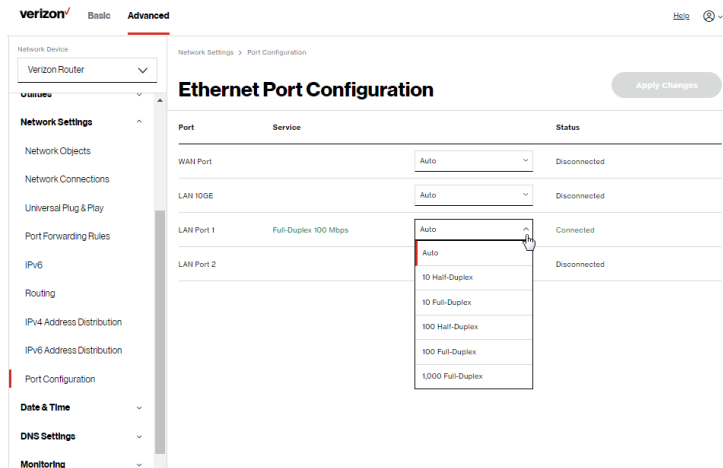 verizon✓ Basic Advanced Help
Network Device
Verizon Router
Network Settings > Port Configuration
Ethernet Port Configuration
Apply Changes
Utilities
Network Settings
Network Objects
Network Connections
Universal Plug & Play
Port Forwarding Rules
IPv6
Routing
IPv4 Address Distribution
IPv6 Address Distribution
Port Configuration
Date & Time
DNS Settings
Monitoring
Port Service Status
WAN Port Auto Disconnected
LAN 10GE Auto Disconnected
LAN Port 1 Full-Duplex 100 Mbps Auto Connected
LAN Port 2 Disconnected
Auto
10 Half-Duplex
10 Full-Duplex
100 Half-Duplex
100 Full-Duplex
1,000 Full-Duplex